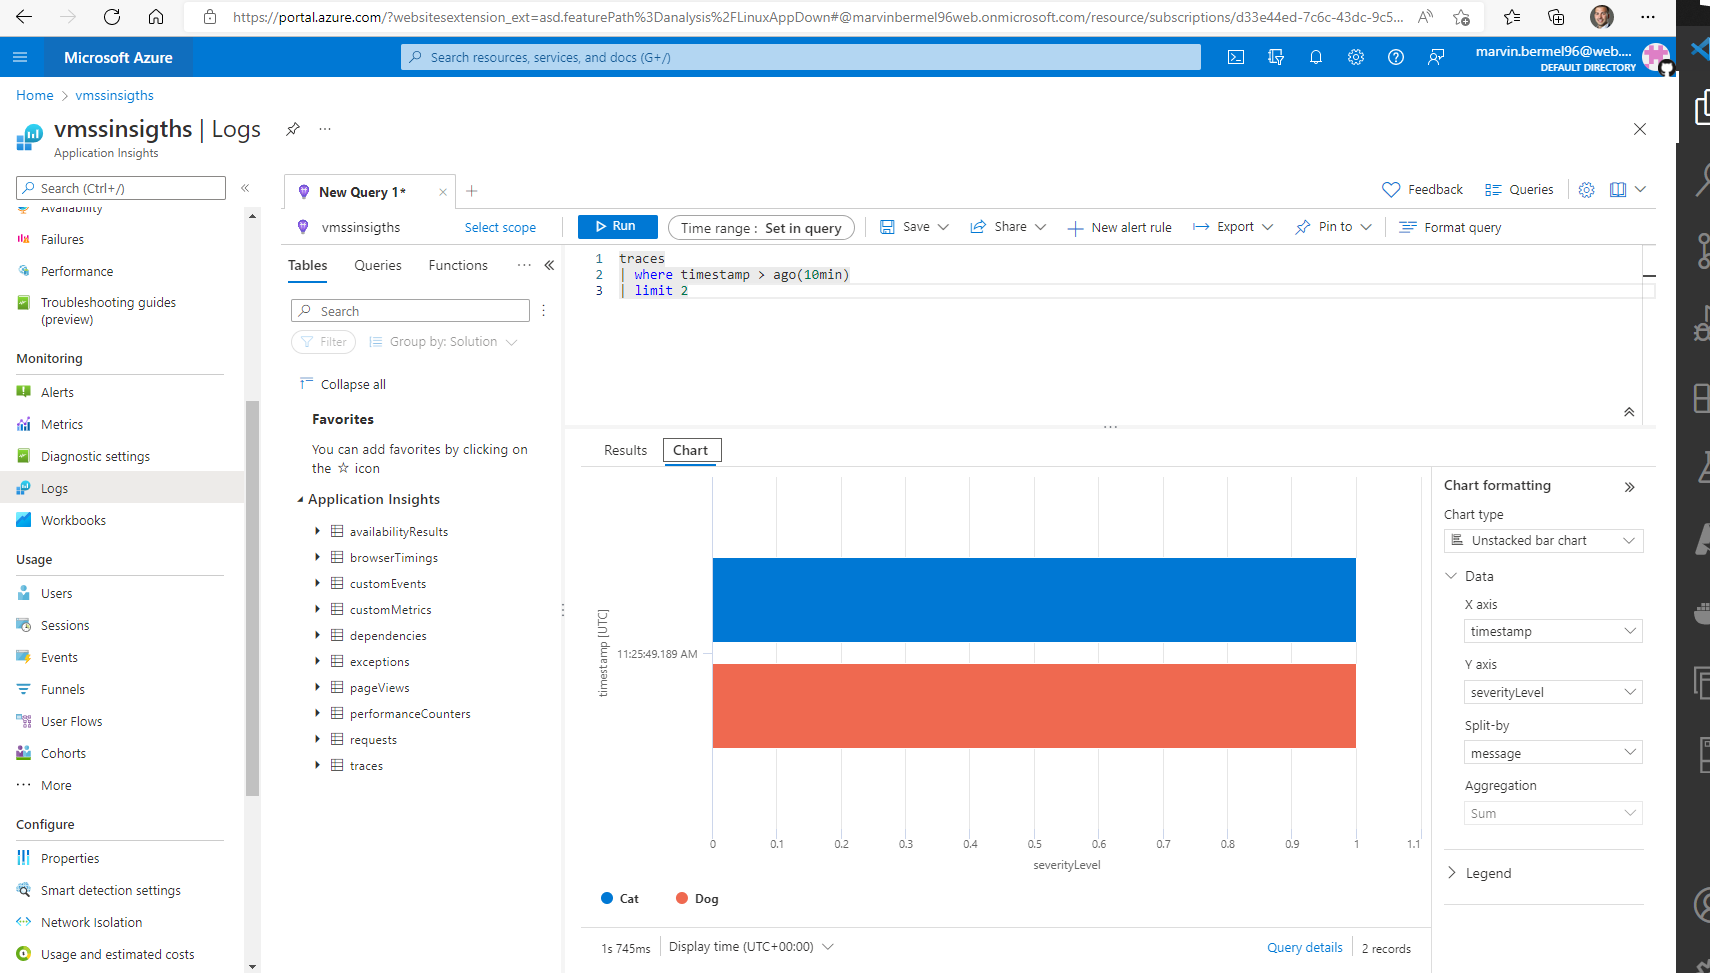 https://portal.azure.com/?websitesextension_ext=asd.featurePath%3Danalysis%2FLinuxAppDown#@marvinbermel96web.onmicrosoft.com/resource/subscriptions/d33e44ed-7c6c-43dc-9c5...
Microsoft Azure
Search resources, services, and docs (G+/)
marvin.bermel96@web....
DEFAULT DIRECTORY
Home > vmssinsigths
vmssinsigths | Logs
Application Insights
Search (Ctrl+/)
Availability
Failures
Performance
Troubleshooting guides
(preview)
Monitoring
Alerts
Metrics
Diagnostic settings
Logs
Workbooks
Usage
Users
Sessions
Events
Funnels
User Flows
Cohorts
More
Configure
Properties
Smart detection settings
Network Isolation
Usage and estimated costs
New Query 1*
Feedback
Queries
vmssinsigths
Select scope
Run
Time range : Set in query
Save
Share
New alert rule
Export
Pin to
Format query
Tables
Queries
Functions
Search
Filter
Group by: Solution
Collapse all
Favorites
You can add favorites by clicking on
the ☆ icon
Application Insights
availabilityResults
browserTimings
customEvents
customMetrics
dependencies
exceptions
pageViews
performanceCounters
requests
traces
1 traces
2 | where timestamp > ago(10min)
3 | limit 2
Results
Chart
timestamp [UTC]
11:25:49.189 AM
0 0.1 0.2 0.3 0.4 0.5 0.6 0.7 0.8 0.9 1 1.1
severityLevel
Cat
Dog
1s 745ms
Display time (UTC+00:00)
Query details
2 records
Chart formatting
Chart type
Unstacked bar chart
Data
X axis
timestamp
Y axis
severityLevel
Split-by
message
Aggregation
Sum
Legend